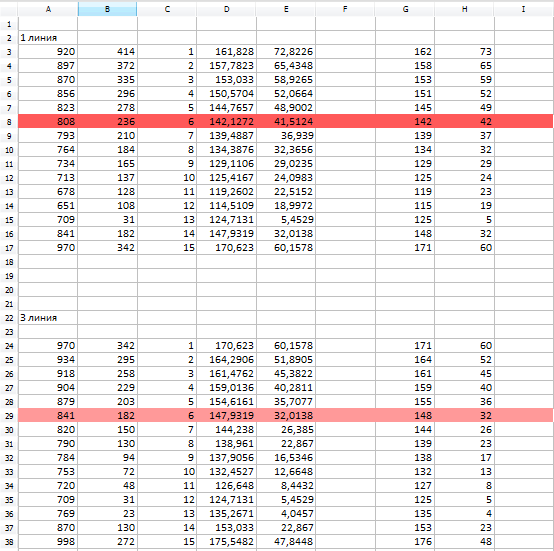 A B C D E F G H I
1
2 1 линия
3 920 414 1 161,828 72,8226 162 73
4 897 372 2 157,7823 65,4348 158 65
5 870 335 3 153,033 58,9265 153 59
6 856 296 4 150,5704 52,0664 151 52
7 823 278 5 144,7657 48,9002 145 49
8 808 236 6 142,1272 41,5124 142 42
9 793 210 7 139,4887 36,939 139 37
10 764 184 8 134,3876 32,3656 134 32
11 734 165 9 129,1106 29,0235 129 29
12 713 137 10 125,4167 24,0983 125 24
13 678 128 11 119,2602 22,5152 119 23
14 651 108 12 114,5109 18,9972 115 19
15 709 31 13 124,7131 5,4529 125 5
16 841 182 14 147,9319 32,0138 148 32
17 970 342 15 170,623 60,1578 171 60
18
19
20
21
22 3 линия
23
24 970 342 1 170,623 60,1578 171 60
25 934 295 2 164,2906 51,8905 164 52
26 918 258 3 161,4762 45,3822 161 45
27 904 229 4 159,0136 40,2811 159 40
28 879 203 5 154,6161 35,7077 155 36
29 841 182 6 147,9319 32,0138 148 32
30 820 150 7 144,238 26,385 144 26
31 790 130 8 138,961 22,867 139 23
32 784 94 9 137,9056 16,5346 138 17
33 753 72 10 132,4527 12,6648 132 13
34 720 48 11 126,648 8,4432 127 8
35 709 31 12 124,7131 5,4529 125 5
36 769 23 13 135,2671 4,0457 135 4
37 870 130 14 153,033 22,867 153 23
38 998 272 15 175,5482 47,8448 176 48